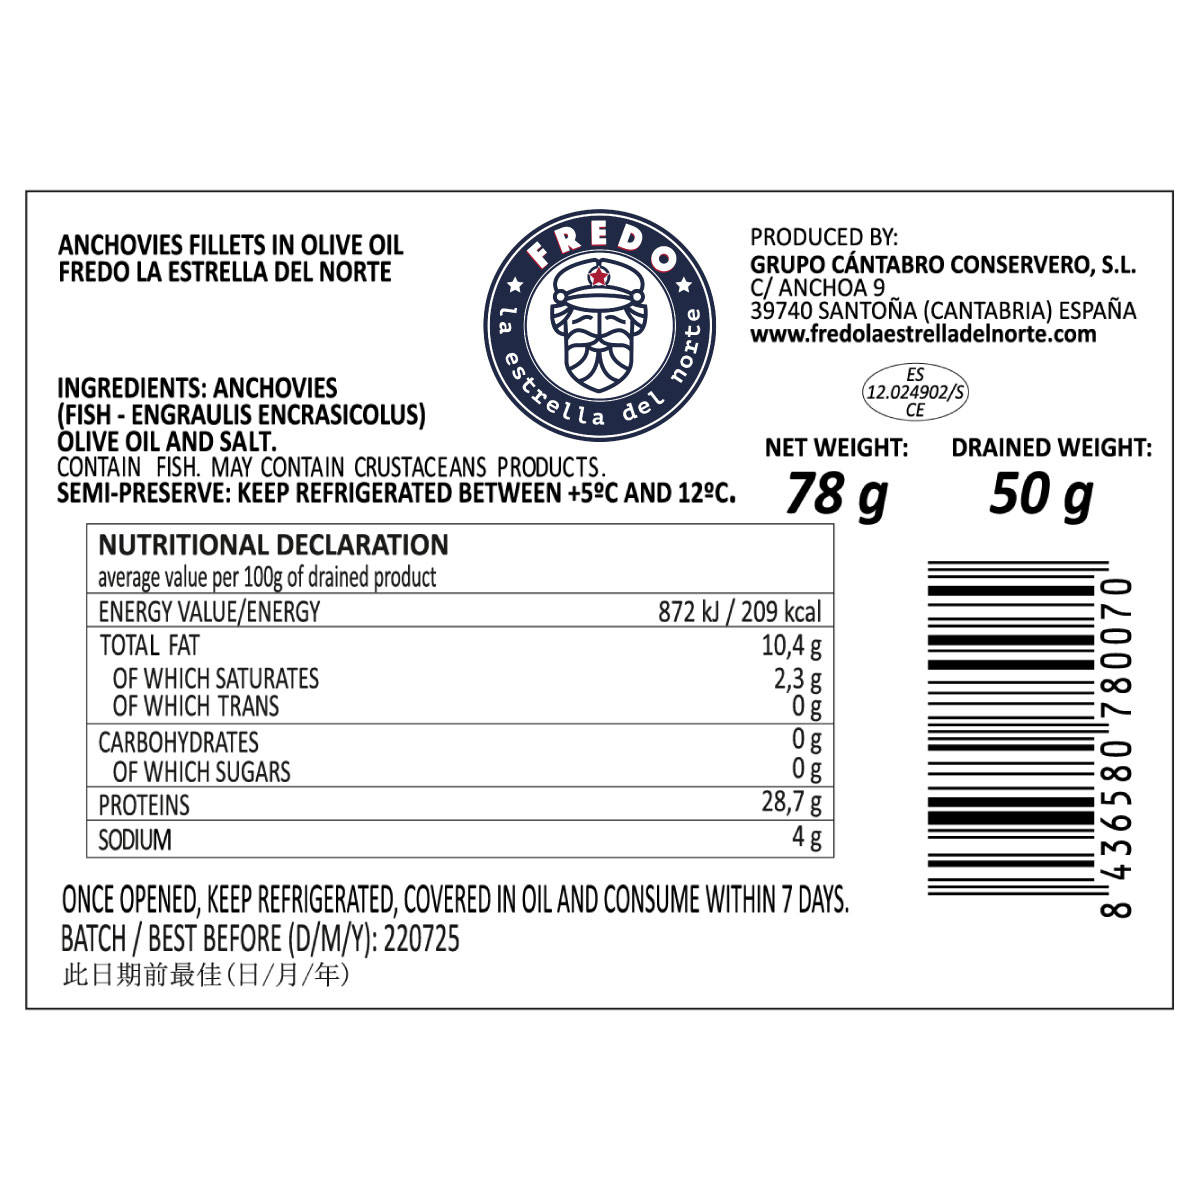 ANCHOVIES FILLETS IN OLIVE OIL
FREDO LA ESTRELLA DEL NORTE
FREDO
la estrella del norte
PRODUCED BY:
GRUPO CÁNTABRO CONSERVERO, S.L.
C/ ANCHOA 9
39740 SANTOÑA (CANTABRIA) ESPAÑA
www.fredolaestrelladelnorte.com
ES
12.024902/S
CE
INGREDIENTS: ANCHOVIES
(FISH - ENGRAULIS ENCRASICOLUS)
OLIVE OIL AND SALT.
CONTAIN FISH. MAY CONTAIN CRUSTACEANS PRODUCTS.
SEMI-PRESERVE: KEEP REFRIGERATED BETWEEN +5ºC AND 12ºC.
NET WEIGHT:
78 g
DRAINED WEIGHT:
50 g
NUTRITIONAL DECLARATION
average value per 100g of drained product
ENERGY VALUE/ENERGY 872 kJ / 209 kcal
TOTAL FAT 10,4 g
OF WHICH SATURATES 2,3 g
OF WHICH TRANS 0 g
CARBOHYDRATES 0 g
OF WHICH SUGARS 0 g
PROTEINS 28,7 g
SODIUM 4 g
8 436580 780070
ONCE OPENED, KEEP REFRIGERATED, COVERED IN OIL AND CONSUME WITHIN 7 DAYS.
BATCH / BEST BEFORE (D/M/Y): 220725
此日期前最佳(日/月/年)